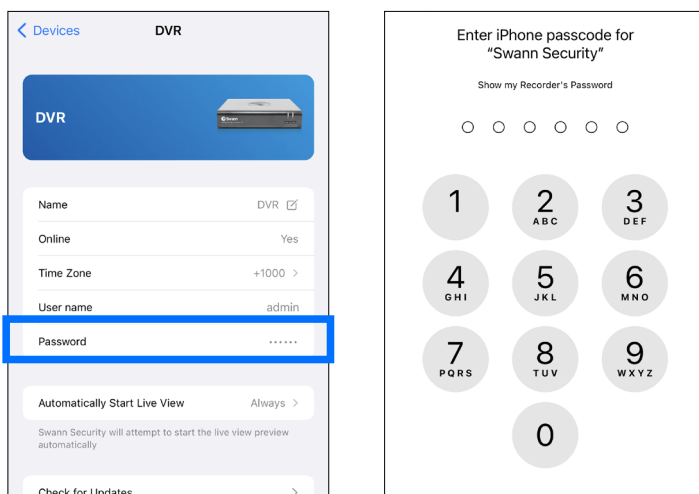 Devices
DVR
DVR
Swann
Name
DVR
Online
Yes
Time Zone
+1000
User name
admin
Password
······
Automatically Start Live View
Always
Swann Security will attempt to start the live view preview
automatically
Check for Updates
Enter iPhone passcode for
“Swann Security”
Show my Recorder's Password
1
2
ABC
3
DEF
4
GHI
5
JKL
6
MNO
7
PQRS
8
TUV
9
WXYZ
0